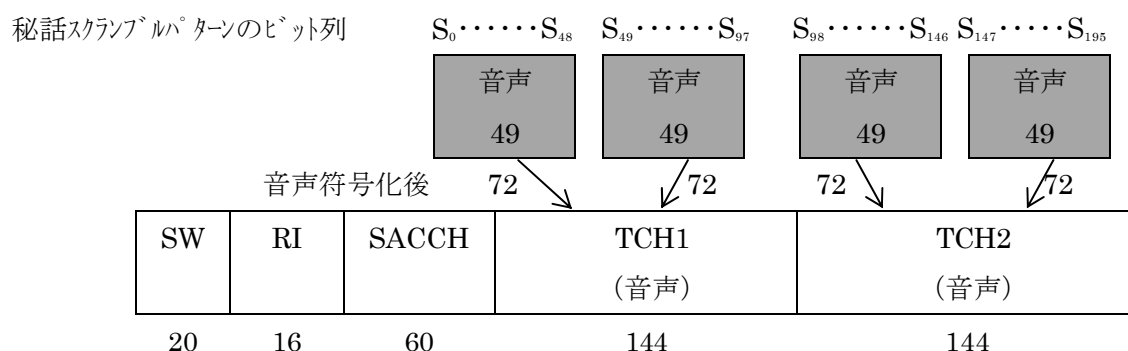 秘話ｽｸﾗﾝﾌﾞﾙﾊﾟﾀｰﾝのﾋﾞｯﾄ列 S₀······S₄₈ S₄₉······S₉₇ S₉₈······S₁₄₆ S₁₄₇·····S₁₉₅
音声 音声 音声 音声
49 49 49 49
音声符号化後 72 72 72 72
SW RI SACCH TCH1 TCH2
(音声) (音声)
20 16 60 144 144